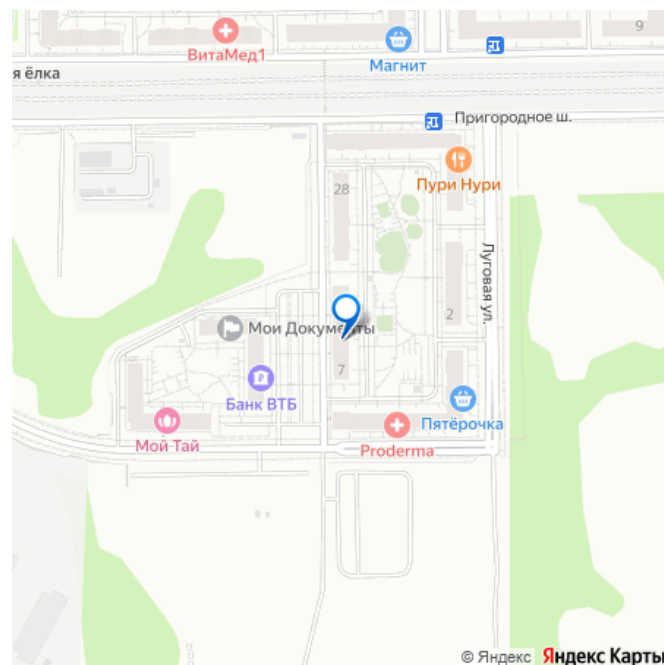 9
ВитаМед1
Магнит
я ёлка
Пригородное ш.
Пури Нури
28
Луговая ул.
2
Мои Документы
7
Банк ВТБ
Пятёрочка
Мой Тай
Proderma
© Яндекс Яндекс Карты